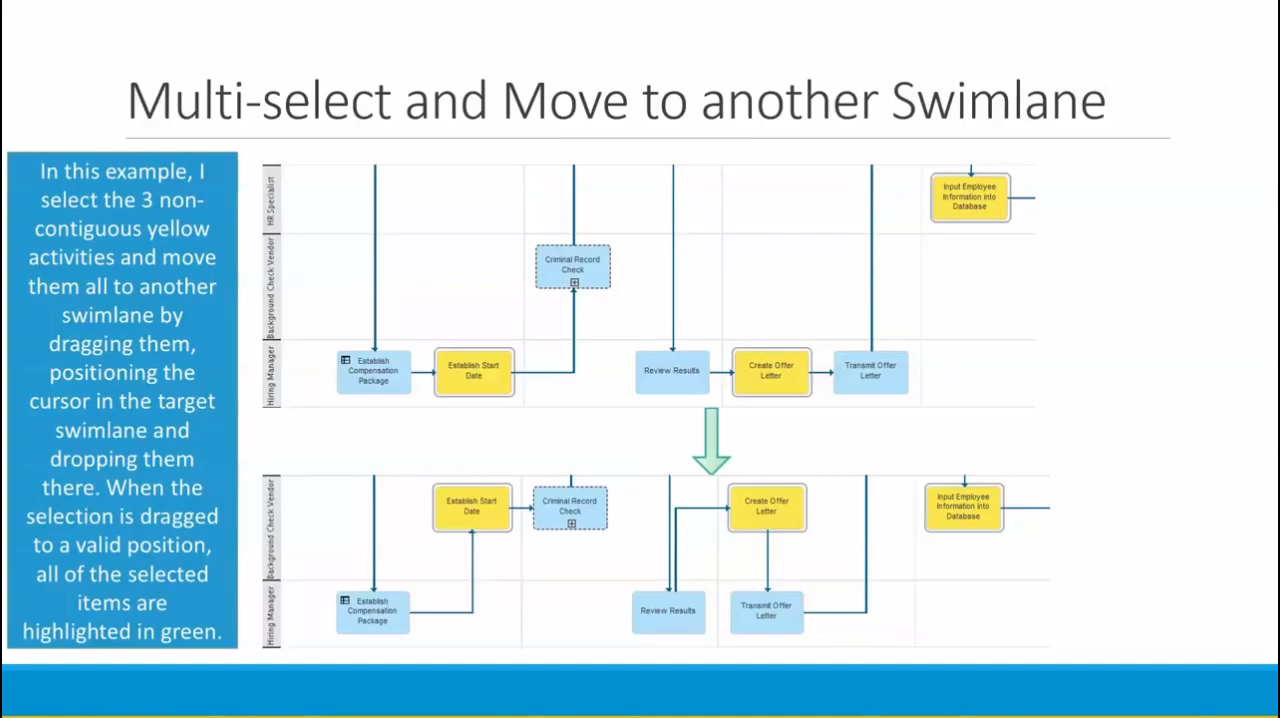 Multi-select and Move to another Swimlane
In this example, I
select the 3 non-
contiguous yellow
activities and move
them all to another
swimlane by
dragging them,
positioning the
cursor in the target
swimlane and
dropping them
there. When the
selection is dragged
to a valid position,
all of the selected
items are
highlighted in green.
HR Specialist
Input Employee
Information into
Database
Background Check Vendor
Criminal Record
Check
Hiring Manager
Establish
Compensation
Package
Establish Start
Date
Review Results
Create Offer
Letter
Transmit Offer
Letter
Background Check Vendor
Establish Start
Date
Criminal Record
Check
Create Offer
Letter
Input Employee
Information into
Database
Hiring Manager
Establish
Compensation
Package
Review Results
Transmit Offer
Letter